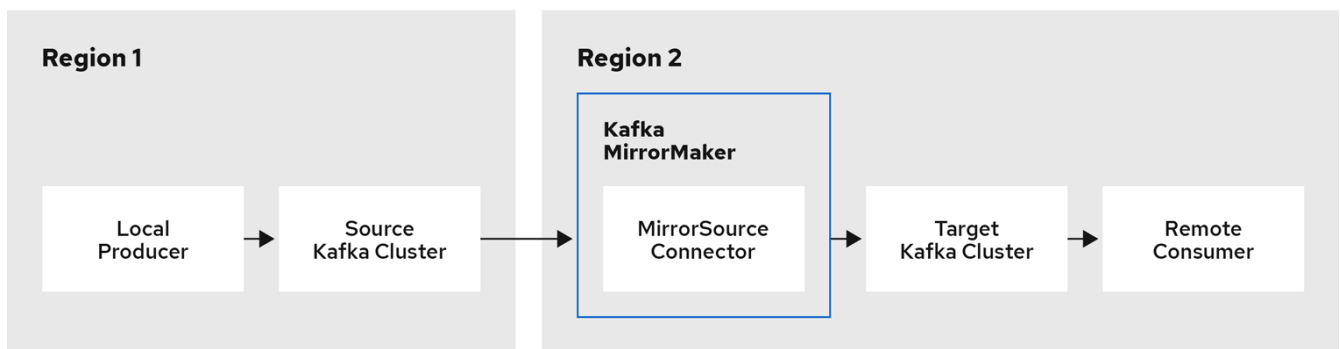 Region 1
Local
Producer
Source
Kafka Cluster
Region 2
Kafka
MirrorMaker
MirrorSource
Connector
Target
Kafka Cluster
Remote
Consumer